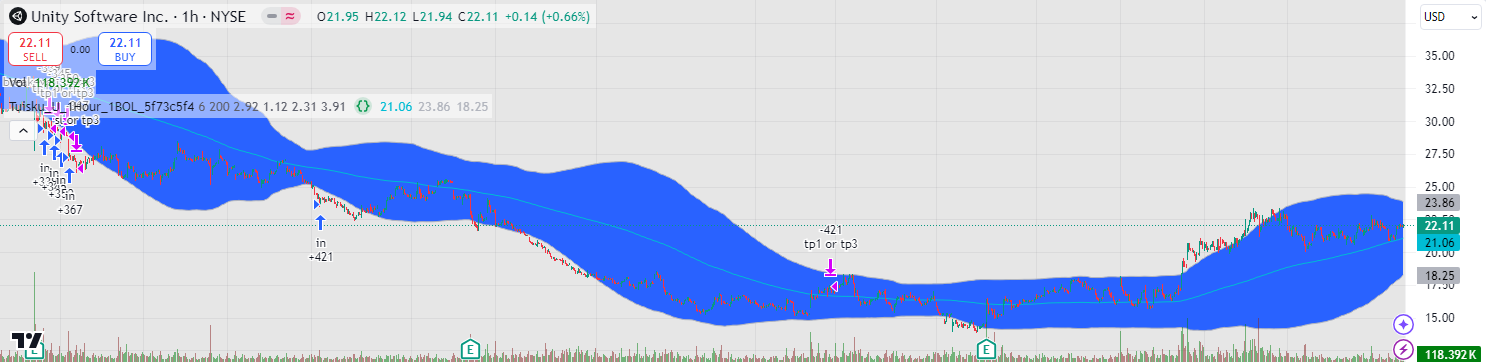 Unity Software Inc. · 1h · NYSE O21.95 H22.12 L21.94 C22.11 +0.14 (+0.66%)
USD
22.11 SELL
0.00
22.11 BUY
Vol 118.392 K
tp1 or tp3
Tuisku_U_1Hour_1BOL_5f73c5f4 6 200 2.92 1.12 2.31 3.91 21.06 23.86 18.25
sl or tp3
in
+367
in
+421
-421
tp1 or tp3
35.00
32.50
30.00
27.50
25.00
23.86
22.11
21.06
20.00
18.25
17.50
15.00
118.392 K
E
E
E